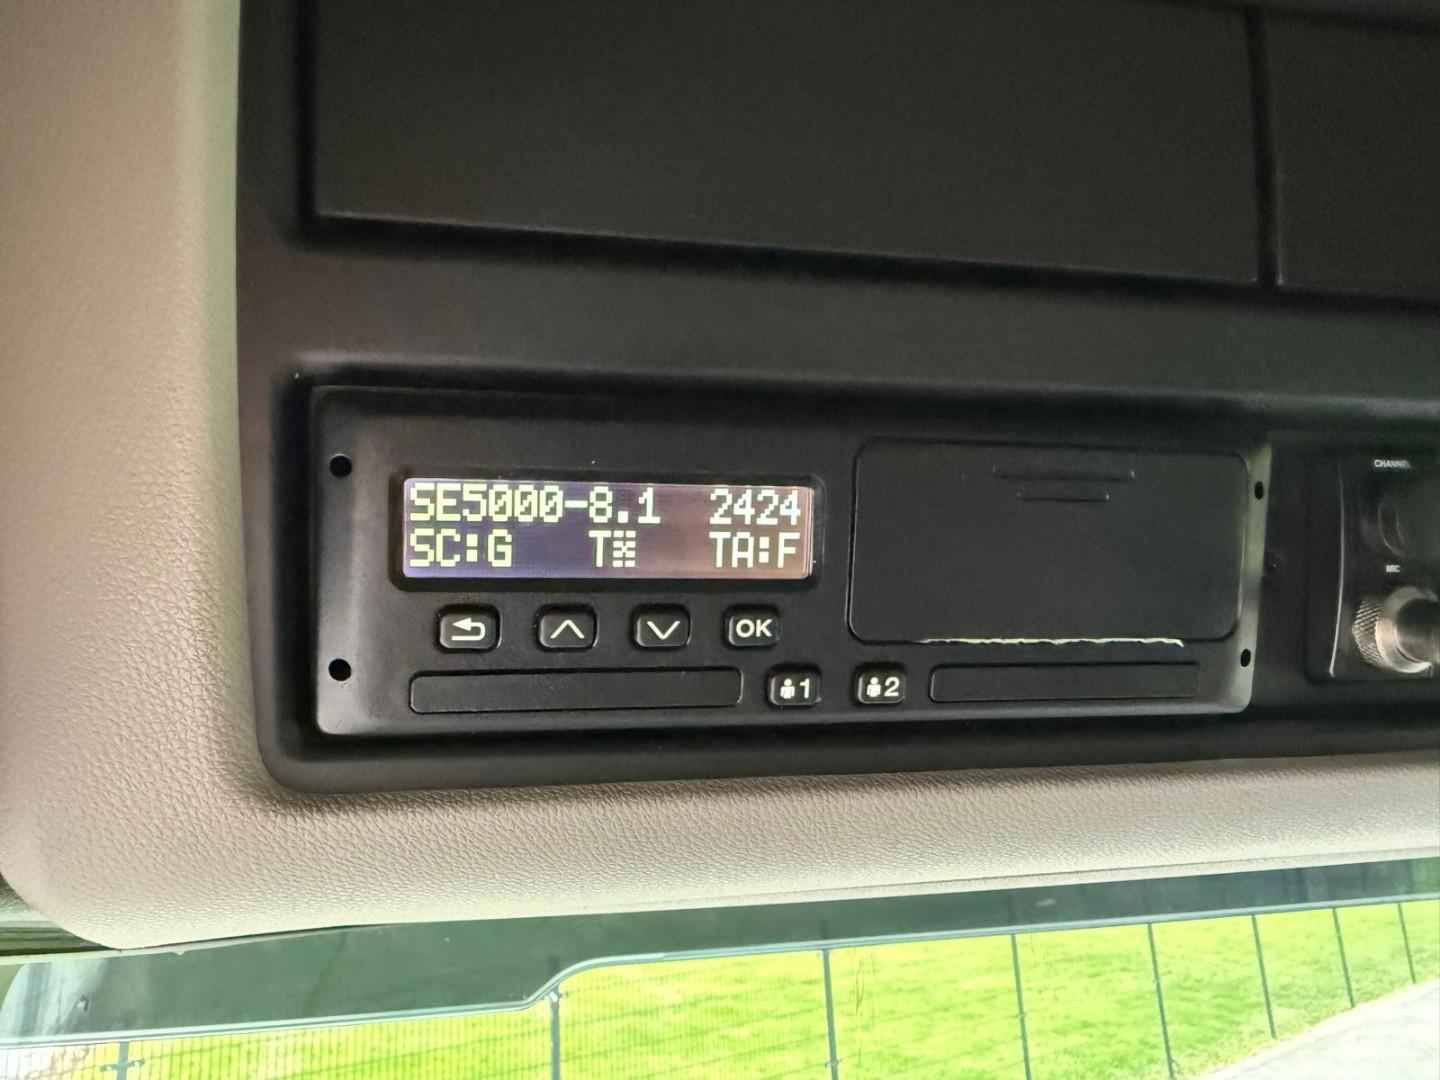 SE5000-8.1 2424
SC:G T TA:F
OK
1
2
CHANNEL
MIC